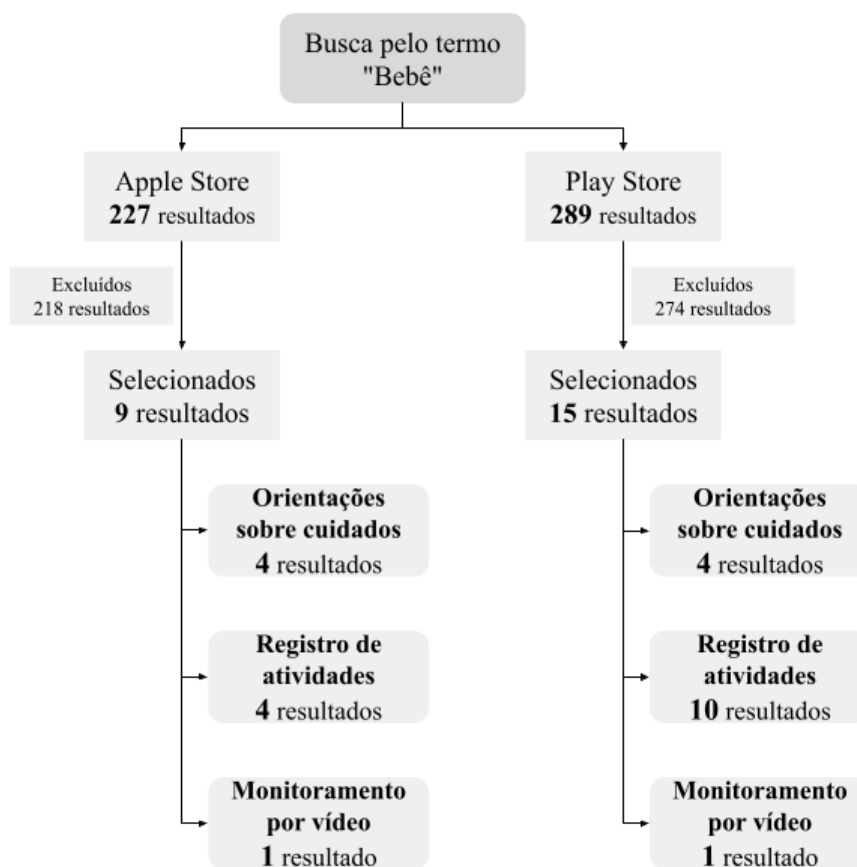 Busca pelo termo
"Bebê"
Apple Store
227 resultados
Play Store
289 resultados
Excluídos
218 resultados
Excluídos
274 resultados
Selecionados
9 resultados
Selecionados
15 resultados
Orientações
sobre cuidados
4 resultados
Orientações
sobre cuidados
4 resultados
Registro de
atividades
4 resultados
Registro de
atividades
10 resultados
Monitoramento
por vídeo
1 resultado
Monitoramento
por vídeo
1 resultado